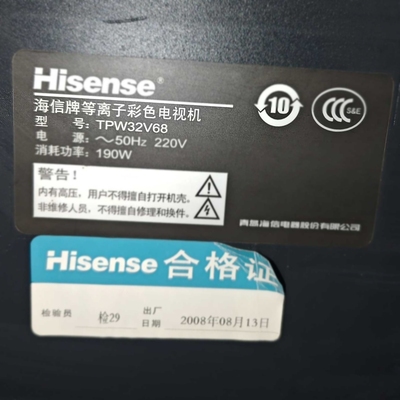 Hisense
海信牌等离子彩色电视机
型 号: TPW32V68
电 源: ～50Hz 220V
消耗功率: 190W
10
CCC S&E
警告!
内有高压,用户不得擅自打开机壳。
非维修人员,不得擅自修理和换件。
青岛海信电器股份有限公司
Hisense 合格证
检验员 检29 出厂日期 2008年08月13日